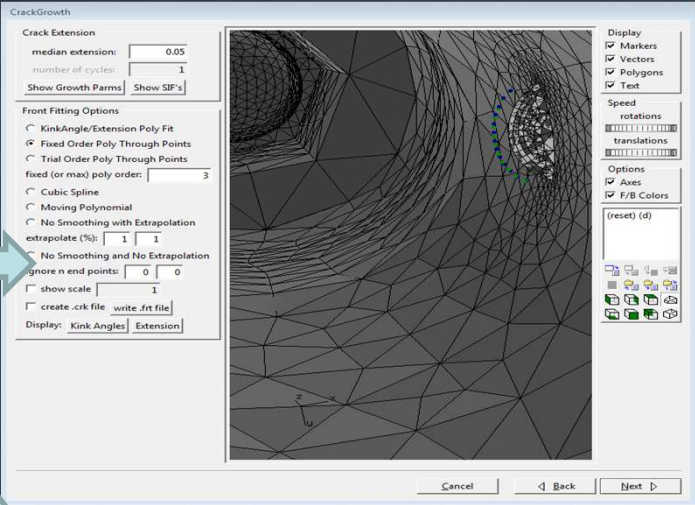 CrackGrowth
Crack Extension
median extension: 0.05
number of cycles: 1
Show Growth Parms Show SIF's
Front Fitting Options
KinkAngle/Extension Poly Fit
Fixed Order Poly Through Points
Trial Order Poly Through Points
fixed (or max) poly order: 3
Cubic Spline
Moving Polynomial
No Smoothing with Extrapolation
extrapolate (%): 1 1
No Smoothing and No Extrapolation
ignore n end points: 0 0
show scale 1
create .crk file write .frt file
Display: Kink Angles Extension
Display
Markers
Vectors
Polygons
Text
Speed
rotations
translations
Options
Axes
F/B Colors
(reset) (d)
Cancel Back Next